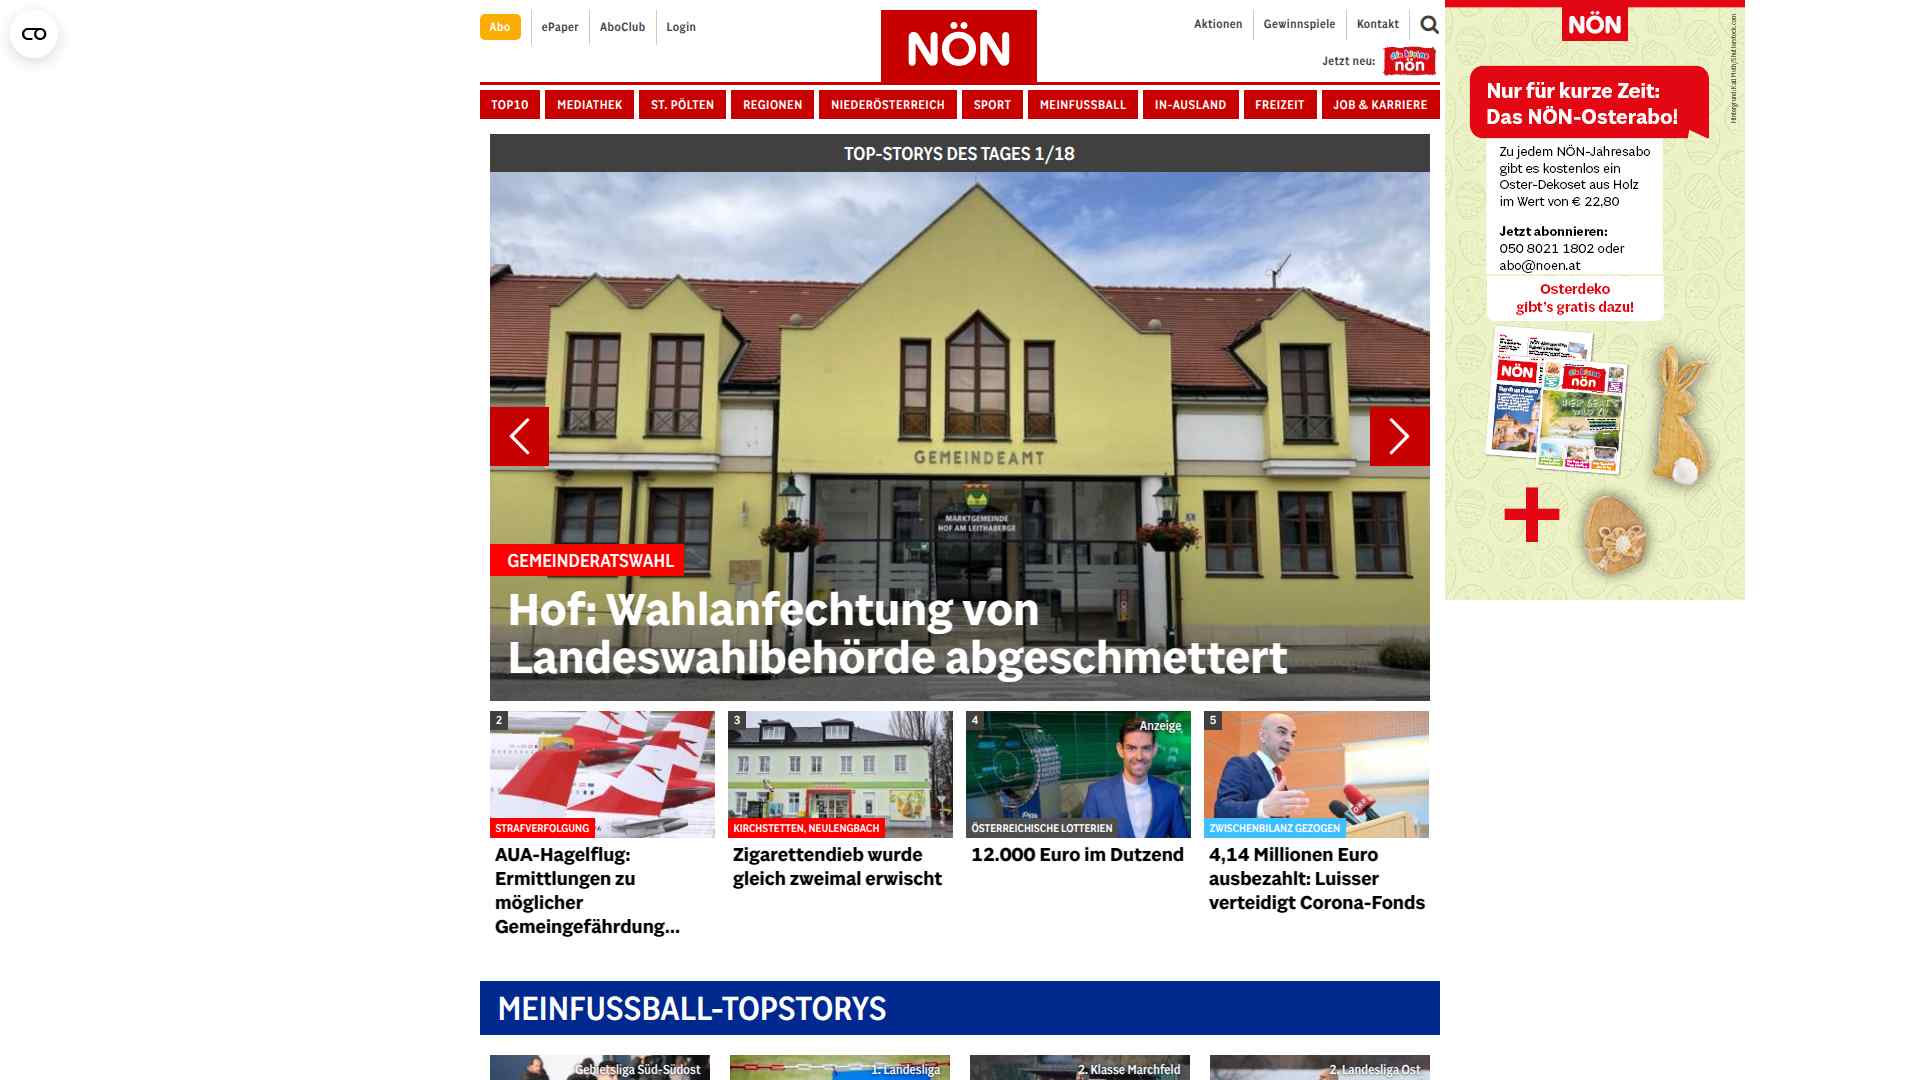 Abo
ePaper
AboClub
Login
NÖN
Aktionen
Gewinnspiele
Kontakt
Jetzt neu:
die kleine
nön
TOP10
MEDIATHEK
ST. PÖLTEN
REGIONEN
NIEDERÖSTERREICH
SPORT
MEINFUSSBALL
IN-AUSLAND
FREIZEIT
JOB & KARRIERE
TOP-STORYS DES TAGES 1/18
GEMEINDEAMT
MARKTGEMEINDE
HOF AM LEITHABERGE
GEMEINDERATSWAHL
Hof: Wahlanfechtung von
Landeswahlbehörde abgeschmettert
2
STRAFVERFOLGUNG
AUA-Hagelflug:
Ermittlungen zu
möglicher
Gemeingefährdung...
3
KIRCHSTETTEN, NEULENGBACH
Zigarettendieb wurde
gleich zweimal erwischt
4
Anzeige
ÖSTERREICHISCHE LOTTERIEN
12.000 Euro im Dutzend
5
ORF
ZWISCHENBILANZ GEZOGEN
4,14 Millionen Euro
ausbezahlt: Luisser
verteidigt Corona-Fonds
MEINFUSSBALL-TOPSTORYS
Gebietsliga Süd-Südost
1. Landesliga
2. Klasse Marchfeld
2. Landesliga Ost
NÖN
Nur für kurze Zeit:
Das NÖN-Osterabo!
Zu jedem NÖN-Jahresabo
gibt es kostenlos ein
Oster-Dekoset aus Holz
im Wert von € 22,80
Jetzt abonnieren:
050 8021 1802 oder
abo@noen.at
Osterdeko
gibt's gratis dazu!
NÖN
die kleine
nön
+